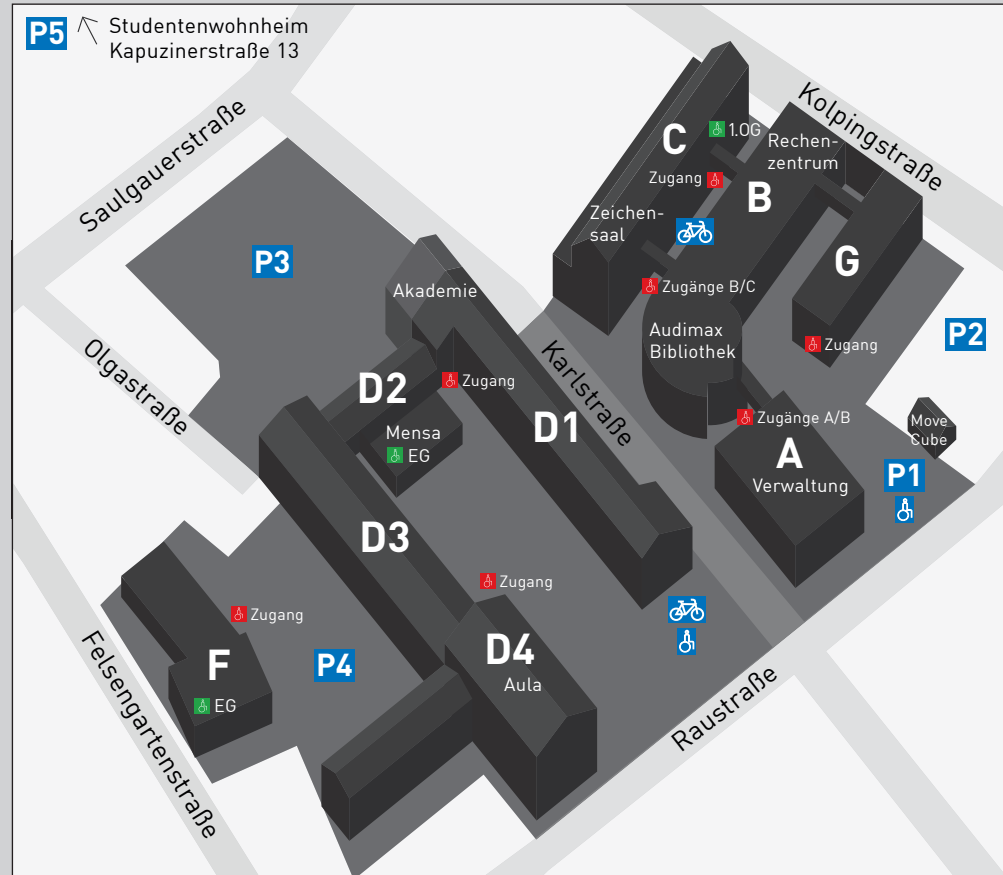 P5
Studentenwohnheim
Kapuzinerstraße 13
Saulgauerstraße
Kolpingstraße
C
1.OG
Rechen-
zentrum
Zugang
B
Zeichen-
saal
P3
G
Akademie
Zugänge B/C
Audimax
Bibliothek
Zugang
P2
Olgastraße
Karlstraße
D2
Zugang
D1
Mensa
EG
Zugänge A/B
Move
Cube
A
Verwaltung
P1
D3
Zugang
Zugang
Felsengartenstraße
F
EG
P4
D4
Aula
Raustraße